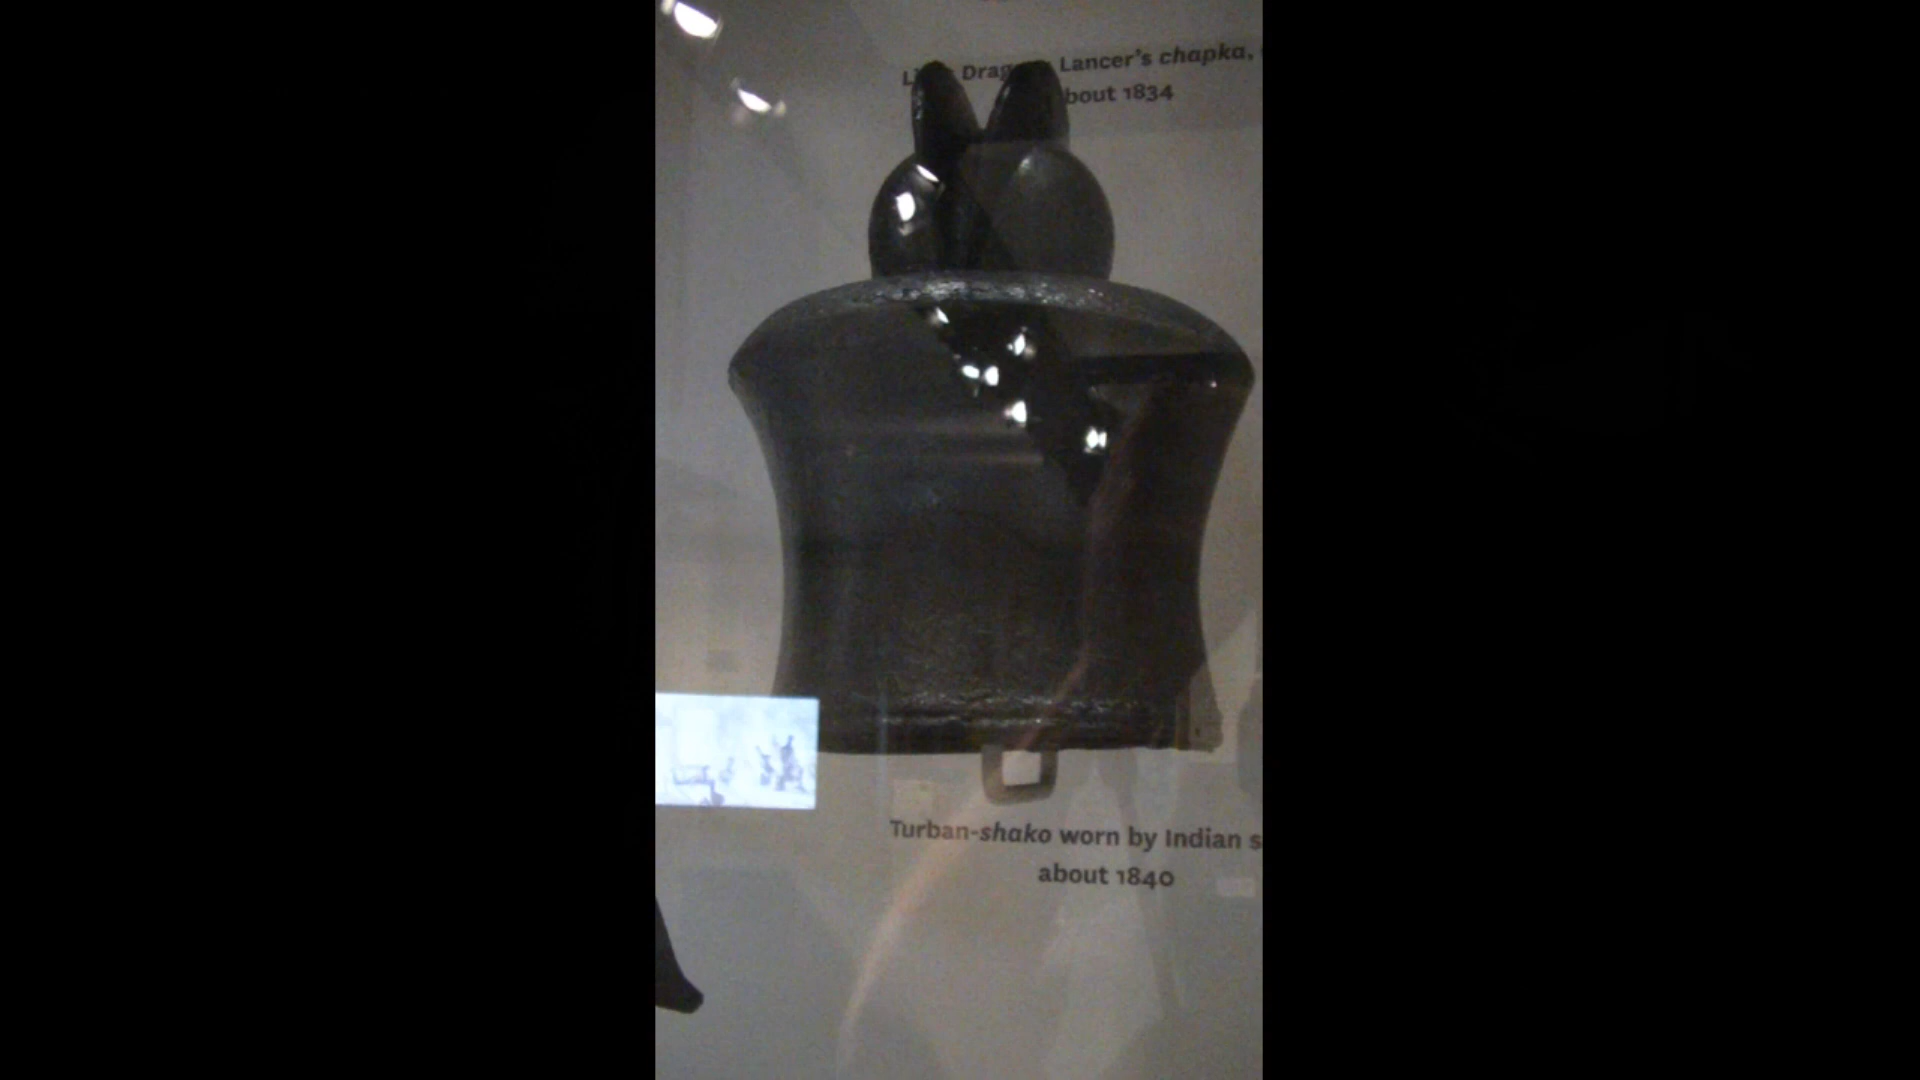 Lancer's chapka,
about 1834
Turban-shako worn by Indian
about 1840